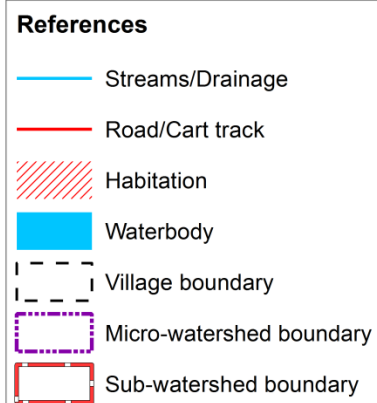 References
Streams/Drainage
Road/Cart track
Habitation
Waterbody
Village boundary
Micro-watershed boundary
Sub-watershed boundary